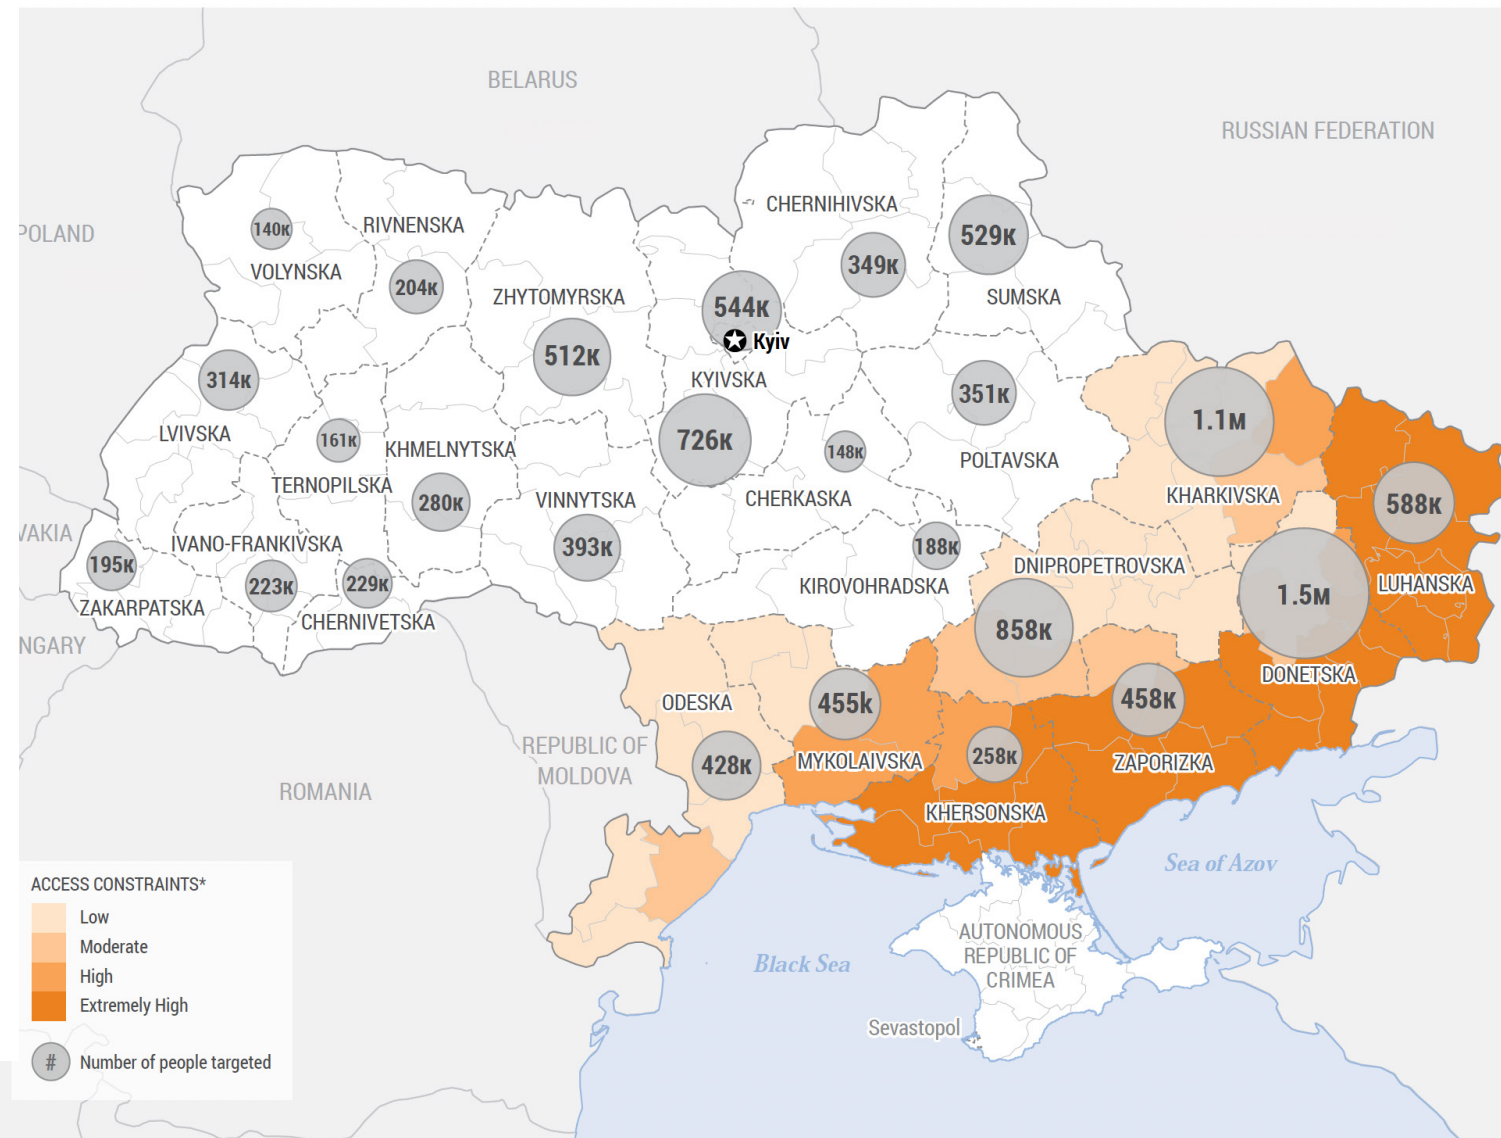 BELARUS
RUSSIAN FEDERATION
CHERNIHIVSKA
RIVNENSKA
140K
529K
POLAND
349K
VOLYNSKA
204K
ZHYTOMYRSKA
544K
SUMSKA
Kyiv
512K
314K
KYIVSKA
351K
1.1M
LVIVSKA
161K
KHMELNYTSKA
726K
148K
POLTAVSKA
TERNOPILSKA
VINNYTSKA
CHERKASKA
KHARKIVSKA
280K
588K
VAKIA
IVANO-FRANKIVSKA
393K
188K
195K
DNIPROPETROVSKA
223K
229K
KIROVOHRADSKA
LUHANSKA
1.5M
ZAKARPATSKA
CHERNIVETSKA
858K
NGARY
DONETSKA
ODESKA
455k
458K
REPUBLIC OF
MOLDOVA
428K
MYKOLAIVSKA
258K
ZAPORIZKA
ROMANIA
KHERSONSKA
Sea of Azov
ACCESS CONSTRAINTS*
Low
Moderate
High
Extremely High
# Number of people targeted
Black Sea
AUTONOMOUS
REPUBLIC OF
CRIMEA
Sevastopol